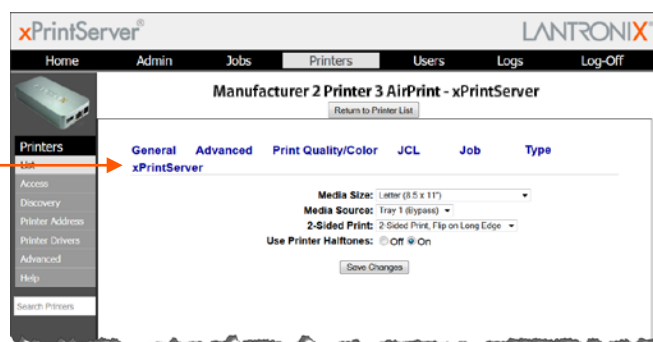 xPrintServer®
LANTRONIX®
Home Admin Jobs Printers Users Logs Log-Off
Manufacturer 2 Printer 3 AirPrint - xPrintServer
Return to Printer List
Printers
List
Access
Discovery
Printer Address
Printer Drivers
Advanced
Help
Search Printers
General Advanced Print Quality/Color JCL Job Type
xPrintServer
Media Size: Letter (8.5 x 11")
Media Source: Tray 1 (Bypass)
2-Sided Print: 2-Sided Print, Flip on Long Edge
Use Printer Halftones: Off On
Save Changes